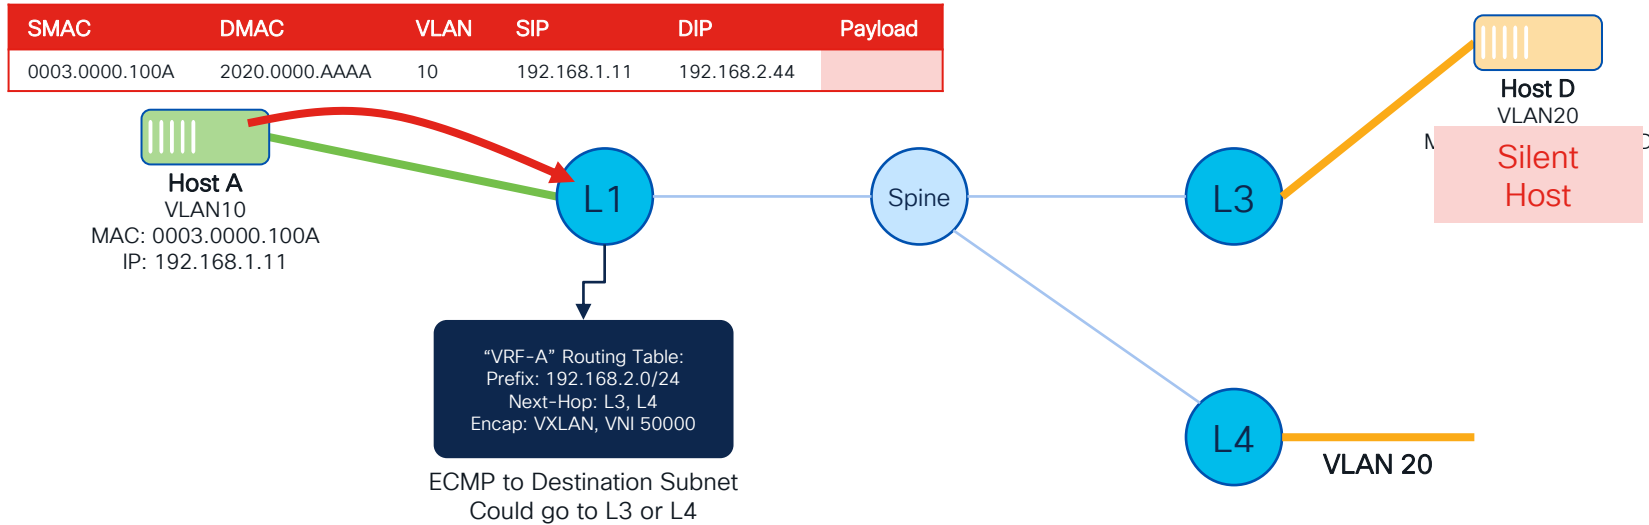 SMAC DMAC VLAN SIP DIP Payload
0003.0000.100A 2020.0000.AAAA 10 192.168.1.11 192.168.2.44
Host A
VLAN10
MAC: 0003.0000.100A
IP: 192.168.1.11
L1
Spine
L3
Host D
VLAN20
Silent
Host
"VRF-A" Routing Table:
Prefix: 192.168.2.0/24
Next-Hop: L3, L4
Encap: VXLAN, VNI 50000
ECMP to Destination Subnet
Could go to L3 or L4
L4
VLAN 20